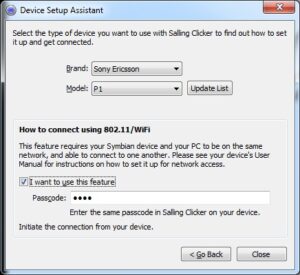 Device Setup Assistant
Select the type of device you want to use with Salling Clicker to find out how to set
it up and get connected.
Brand: Sony Ericsson
Model: P1 Update List
How to connect using 802.11/WiFi
This feature requires your Symbian device and your PC to be on the same
network, and able to connect to one another. Please see your device's User
Manual for instructions on how to set it up for network access.
I want to use this feature
Passcode: ••••
Enter the same passcode in Salling Clicker on your device.
Initiate the connection from your device.
< Go Back Close